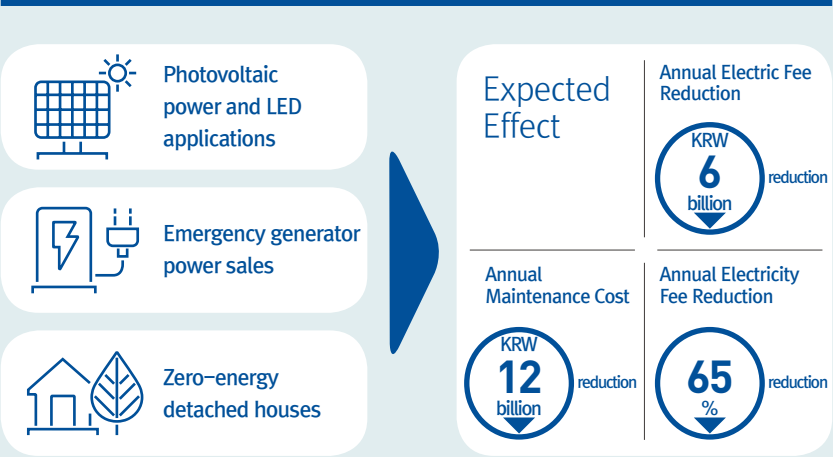 Photovoltaic
power and LED
applications
Emergency generator
power sales
Zero-energy
detached houses
Expected
Effect
Annual Electric Fee
Reduction
KRW
6
billion
reduction
Annual
Maintenance Cost
KRW
12
billion
reduction
Annual Electricity
Fee Reduction
65
%
reduction